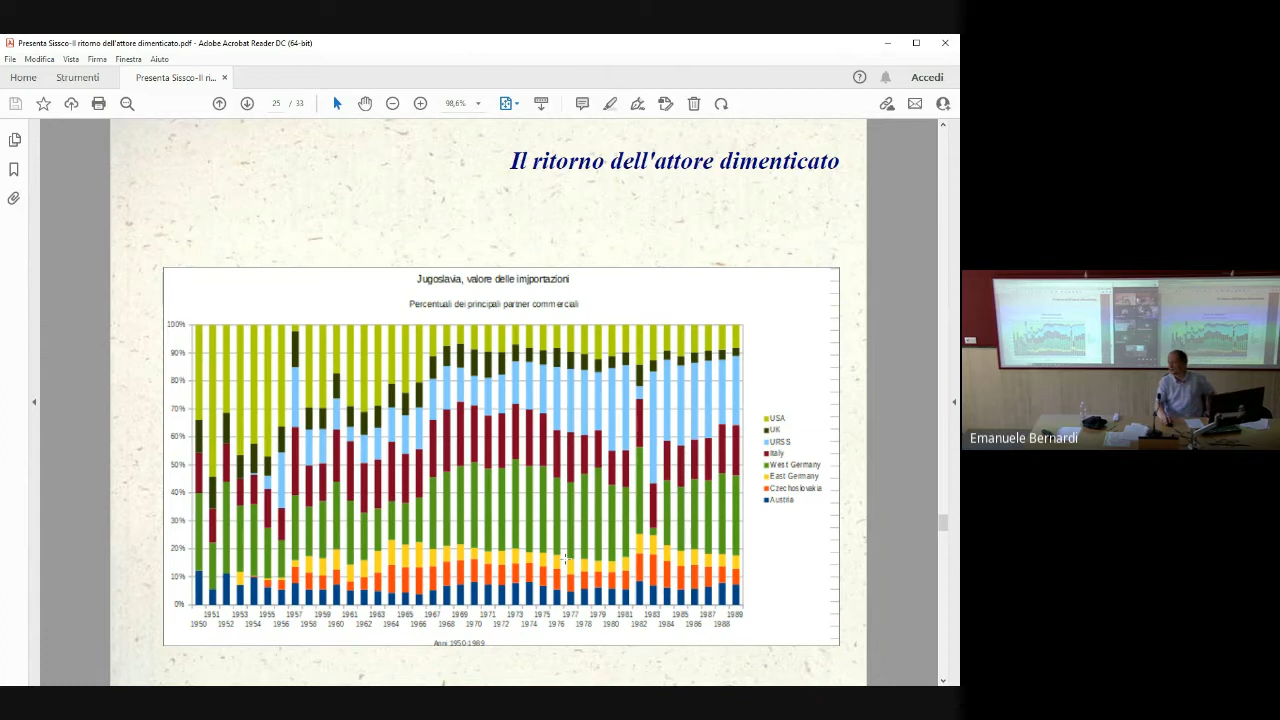 Presenta Sissco-Il ritorno dell'attore dimenticato.pdf - Adobe Acrobat Reader DC (64-bit)
File Modifica Vista Firma Finestra Aiuto
Home Strumenti Presenta Sissco-Il ri... × Accedi
25 / 33 98,6%
Il ritorno dell'attore dimenticato
Jugoslavia, valore delle imjportazioni
Percentuali dei principali partner commerciali
100%
90%
80%
70%
60%
50%
40%
30%
20%
10%
0%
USA
UK
URSS
Italy
West Germany
East Germany
Czechoslovakia
Austria
1951 1953 1955 1957 1959 1961 1963 1965 1967 1969 1971 1973 1975 1977 1979 1981 1983 1985 1987 1989
1950 1952 1954 1956 1958 1960 1962 1964 1966 1968 1970 1972 1974 1976 1978 1980 1982 1984 1986 1988
Anni 1950-1989
Emanuele Bernardi